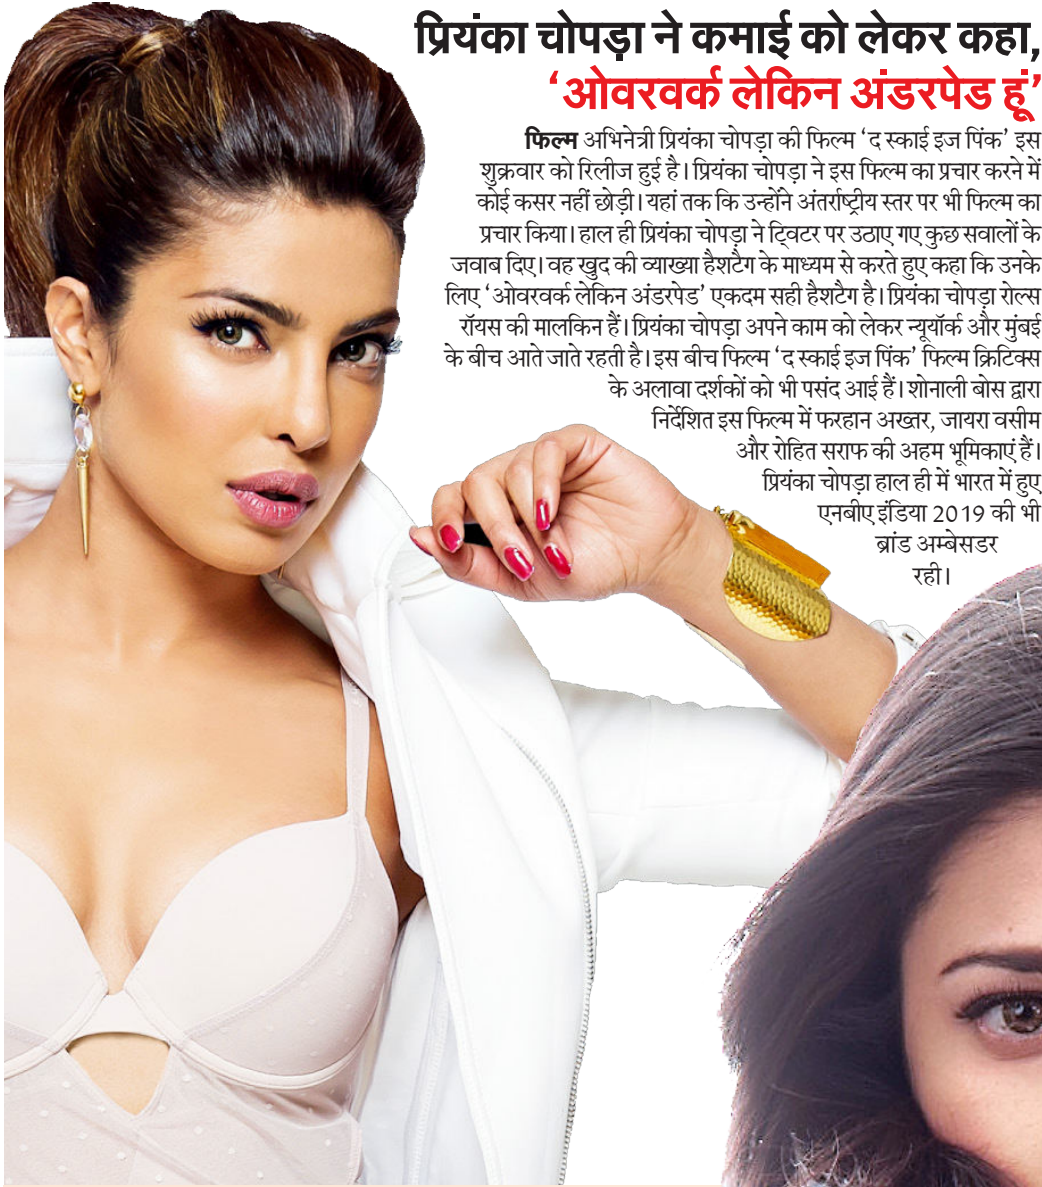 प्रियंका चोपड़ा ने कमाई को लेकर कहा,
‘ओवरवर्क लेकिन अंडरपेड हूं’
फिल्म अभिनेत्री प्रियंका चोपड़ा की फिल्म ‘द स्काई इज पिंक’ इस
शुक्रवार को रिलीज हुई है। प्रियंका चोपड़ा ने इस फिल्म का प्रचार करने में
कोई कसर नहीं छोड़ी। यहां तक कि उन्होंने अंतर्राष्ट्रीय स्तर पर भी फिल्म का
प्रचार किया। हाल ही प्रियंका चोपड़ा ने ट्विटर पर उठाए गए कुछ सवालों के
जवाब दिए। वह खुद की व्याख्या हैशटैग के माध्यम से करते हुए कहा कि उनके
लिए ‘ओवरवर्क लेकिन अंडरपेड’ एकदम सही हैशटैग है। प्रियंका चोपड़ा रोल्स
रॉयस की मालकिन हैं। प्रियंका चोपड़ा अपने काम को लेकर न्यूयॉर्क और मुंबई
के बीच आते जाते रहती है। इस बीच फिल्म ‘द स्काई इज पिंक’ फिल्म क्रिटिक्स
के अलावा दर्शकों को भी पसंद आई हैं। शोनाली बोस द्वारा
निर्देशित इस फिल्म में फरहान अख्तर, जायरा वसीम
और रोहित सराफ की अहम भूमिकाएं हैं।
प्रियंका चोपड़ा हाल ही में भारत में हुए
एनबीए इंडिया 2019 की भी
ब्रांड अम्बेसडर
रही।